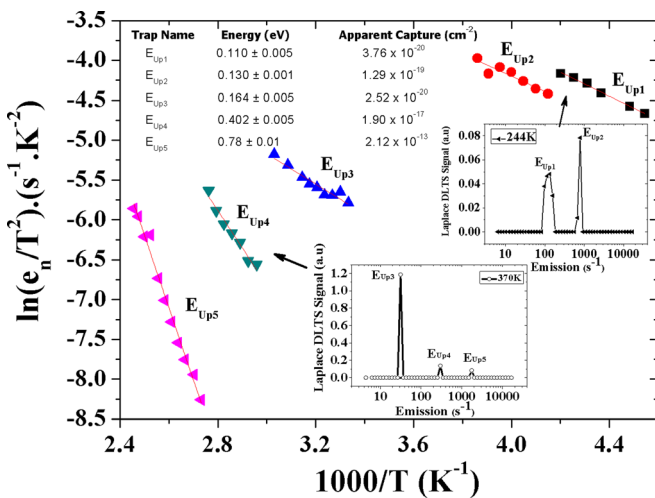 Trap Name Energy (eV) Apparent Capture (cm⁻²)
E_Up1 0.110 ± 0.005 3.76 x 10⁻²⁰
E_Up2 0.130 ± 0.001 1.29 x 10⁻¹⁹
E_Up3 0.164 ± 0.005 2.52 x 10⁻²⁰
E_Up4 0.402 ± 0.005 1.90 x 10⁻¹⁷
E_Up5 0.78 ± 0.01 2.12 x 10⁻¹³
E_Up2
E_Up1
E_Up3
E_Up4
E_Up5
ln(e_n/T²).(s⁻¹.K⁻²)
-3.5
-4.0
-4.5
-5.0
-5.5
-6.0
-6.5
-7.0
-7.5
-8.0
-8.5
2.4 2.8 3.2 3.6 4.0 4.4
1000/T (K⁻¹)
244K
E_Up1
E_Up2
Laplace DLTS Signal (a.u)
0.08
0.06
0.04
0.02
0.00
10 100 1000 10000
Emission (s⁻¹)
370K
E_Up3
E_Up4
E_Up5
Laplace DLTS Signal (a.u)
1.2
0.9
0.6
0.3
0.0
10 100 1000 10000
Emission (s⁻¹)